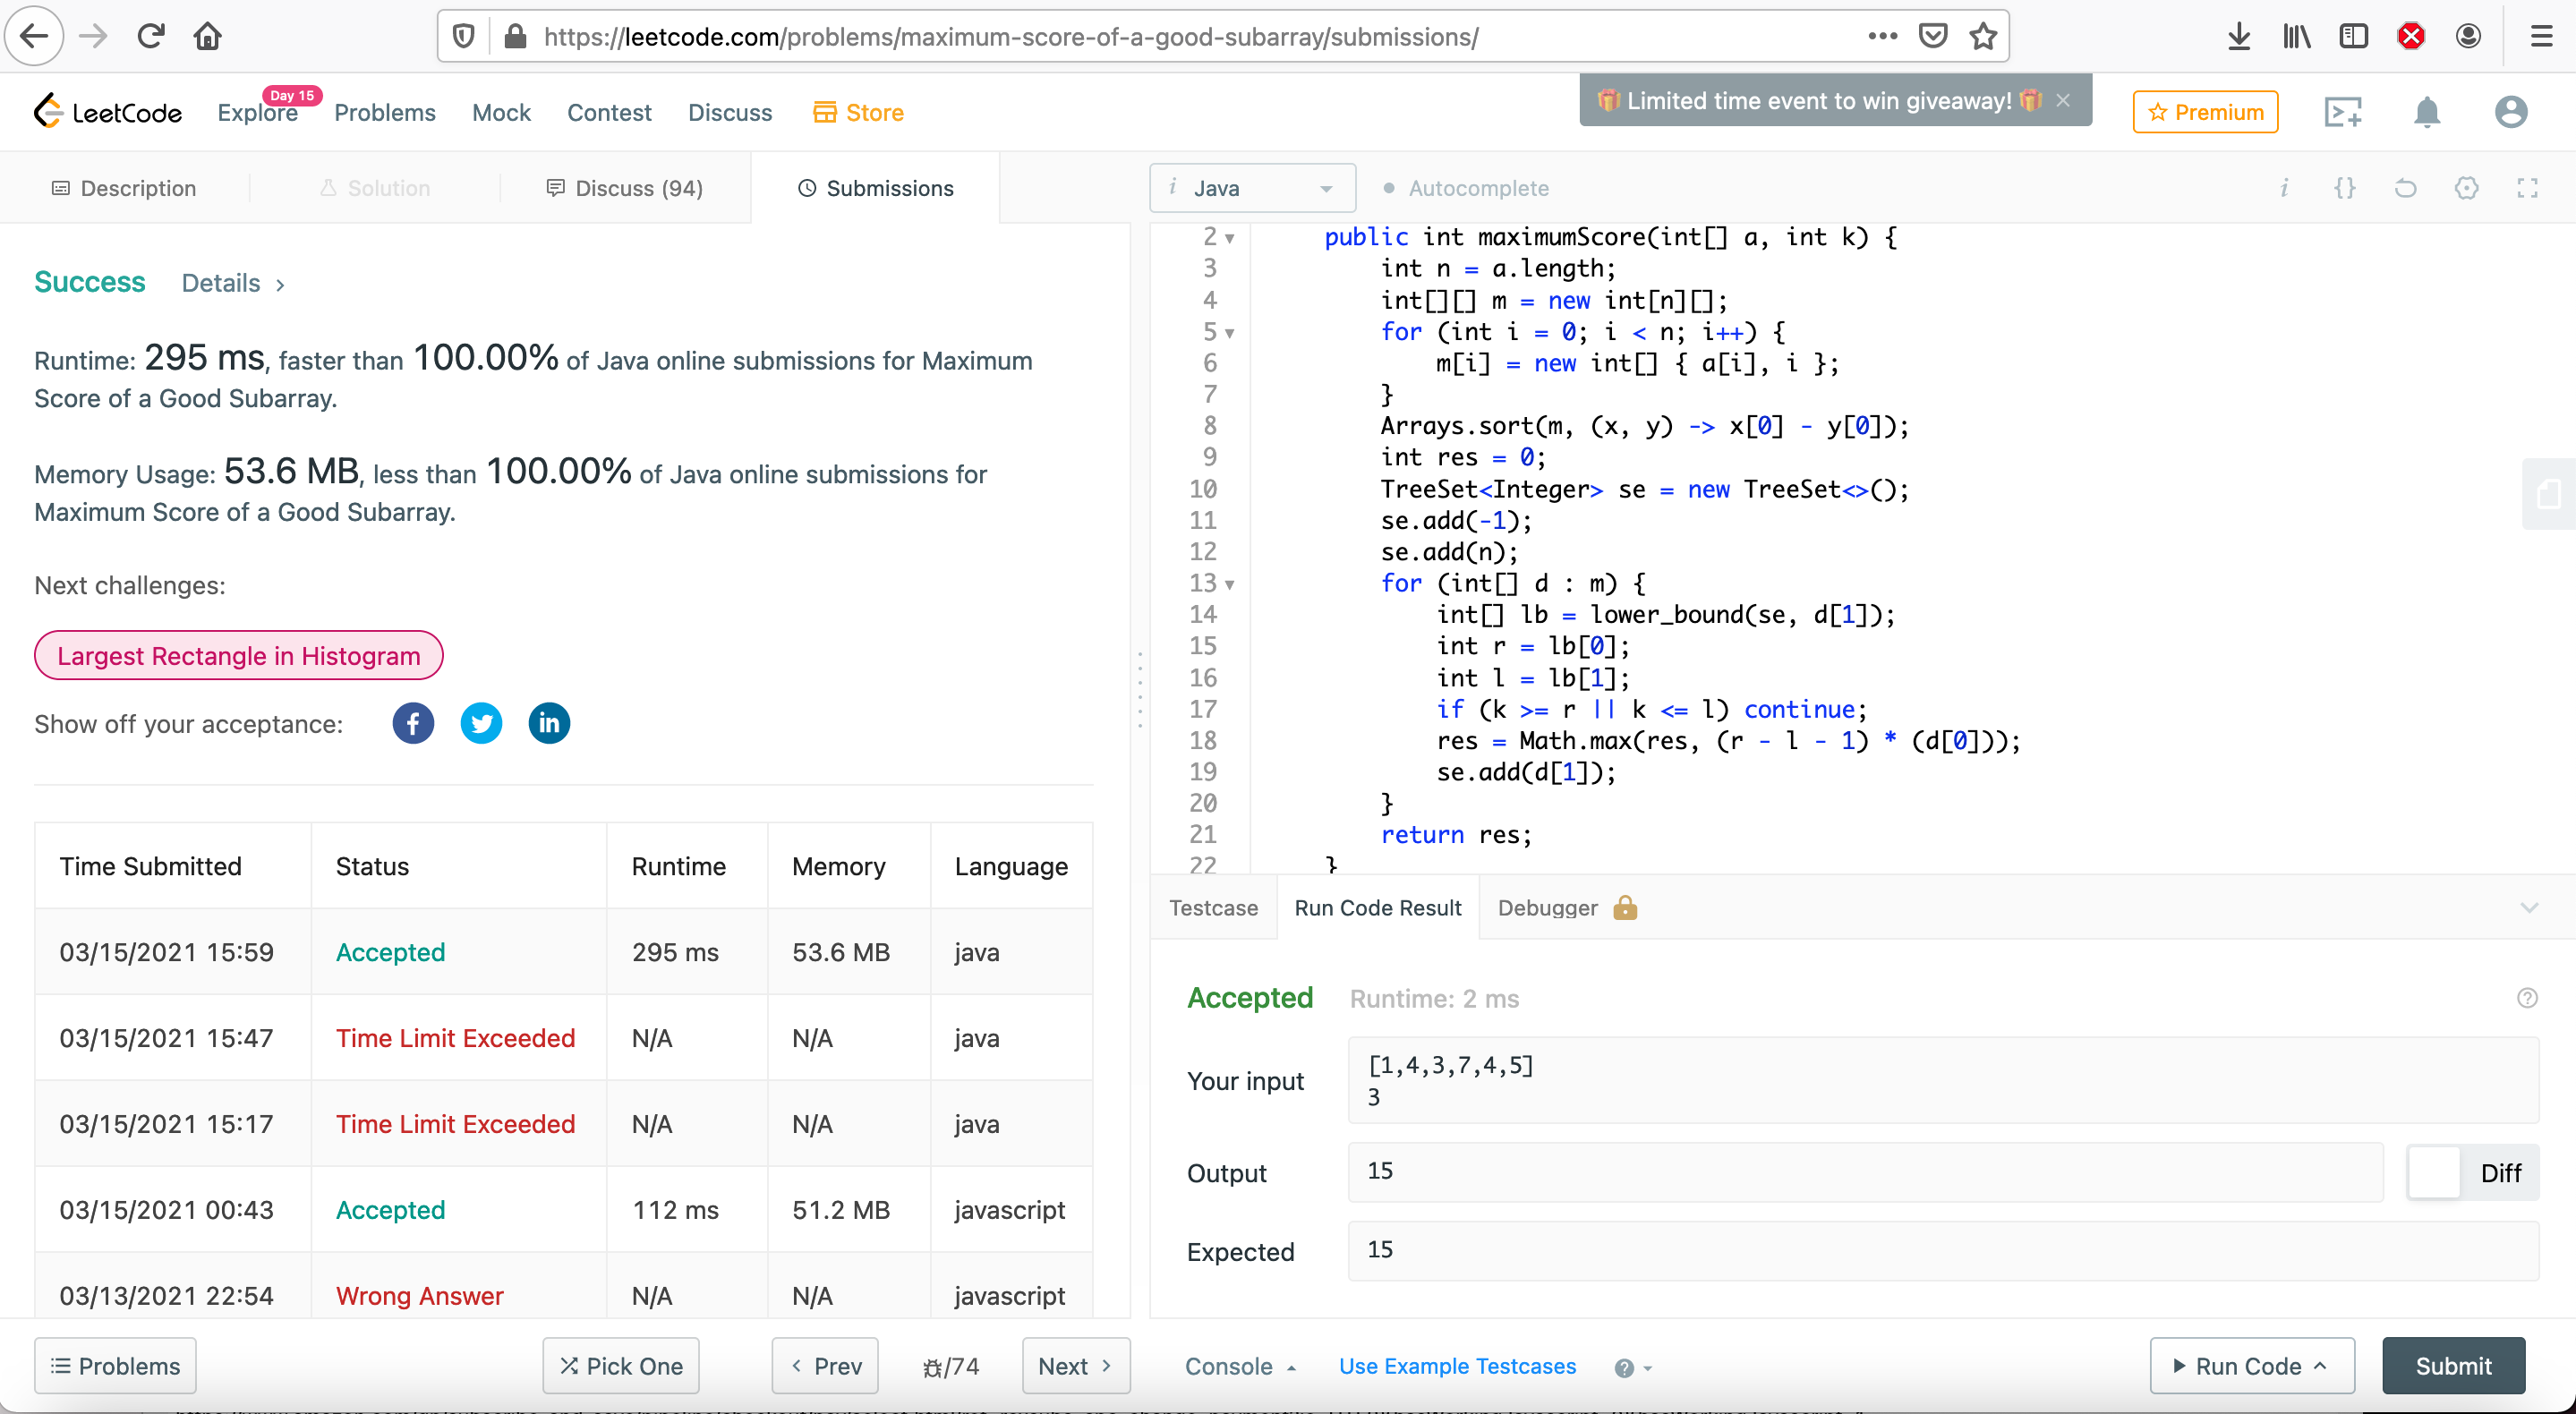 https://leetcode.com/problems/maximum-score-of-a-good-subarray/submissions/
LeetCode
Explore
Day 15
Problems
Mock
Contest
Discuss
Store
🎁 Limited time event to win giveaway! 🎁 ×
Premium
Description
Solution
Discuss (94)
Submissions
i Java
Autocomplete
Success Details >
Runtime: 295 ms, faster than 100.00% of Java online submissions for Maximum
Score of a Good Subarray.
Memory Usage: 53.6 MB, less than 100.00% of Java online submissions for
Maximum Score of a Good Subarray.
Next challenges:
Largest Rectangle in Histogram
Show off your acceptance:
Time Submitted Status Runtime Memory Language
03/15/2021 15:59 Accepted 295 ms 53.6 MB java
03/15/2021 15:47 Time Limit Exceeded N/A N/A java
03/15/2021 15:17 Time Limit Exceeded N/A N/A java
03/15/2021 00:43 Accepted 112 ms 51.2 MB javascript
03/13/2021 22:54 Wrong Answer N/A N/A javascript
2 public int maximumScore(int[] a, int k) {
3 int n = a.length;
4 int[][] m = new int[n][];
5 for (int i = 0; i < n; i++) {
6 m[i] = new int[] { a[i], i };
7 }
8 Arrays.sort(m, (x, y) -> x[0] - y[0]);
9 int res = 0;
10 TreeSet<Integer> se = new TreeSet<>();
11 se.add(-1);
12 se.add(n);
13 for (int[] d : m) {
14 int[] lb = lower_bound(se, d[1]);
15 int r = lb[0];
16 int l = lb[1];
17 if (k >= r || k <= l) continue;
18 res = Math.max(res, (r - l - 1) * (d[0]));
19 se.add(d[1]);
20 }
21 return res;
22 }
Testcase
Run Code Result
Debugger
Accepted Runtime: 2 ms
Your input
[1,4,3,7,4,5]
3
Output
15
Diff
Expected
15
Problems
Pick One
< Prev
/74
Next >
Console
Use Example Testcases
Run Code
Submit